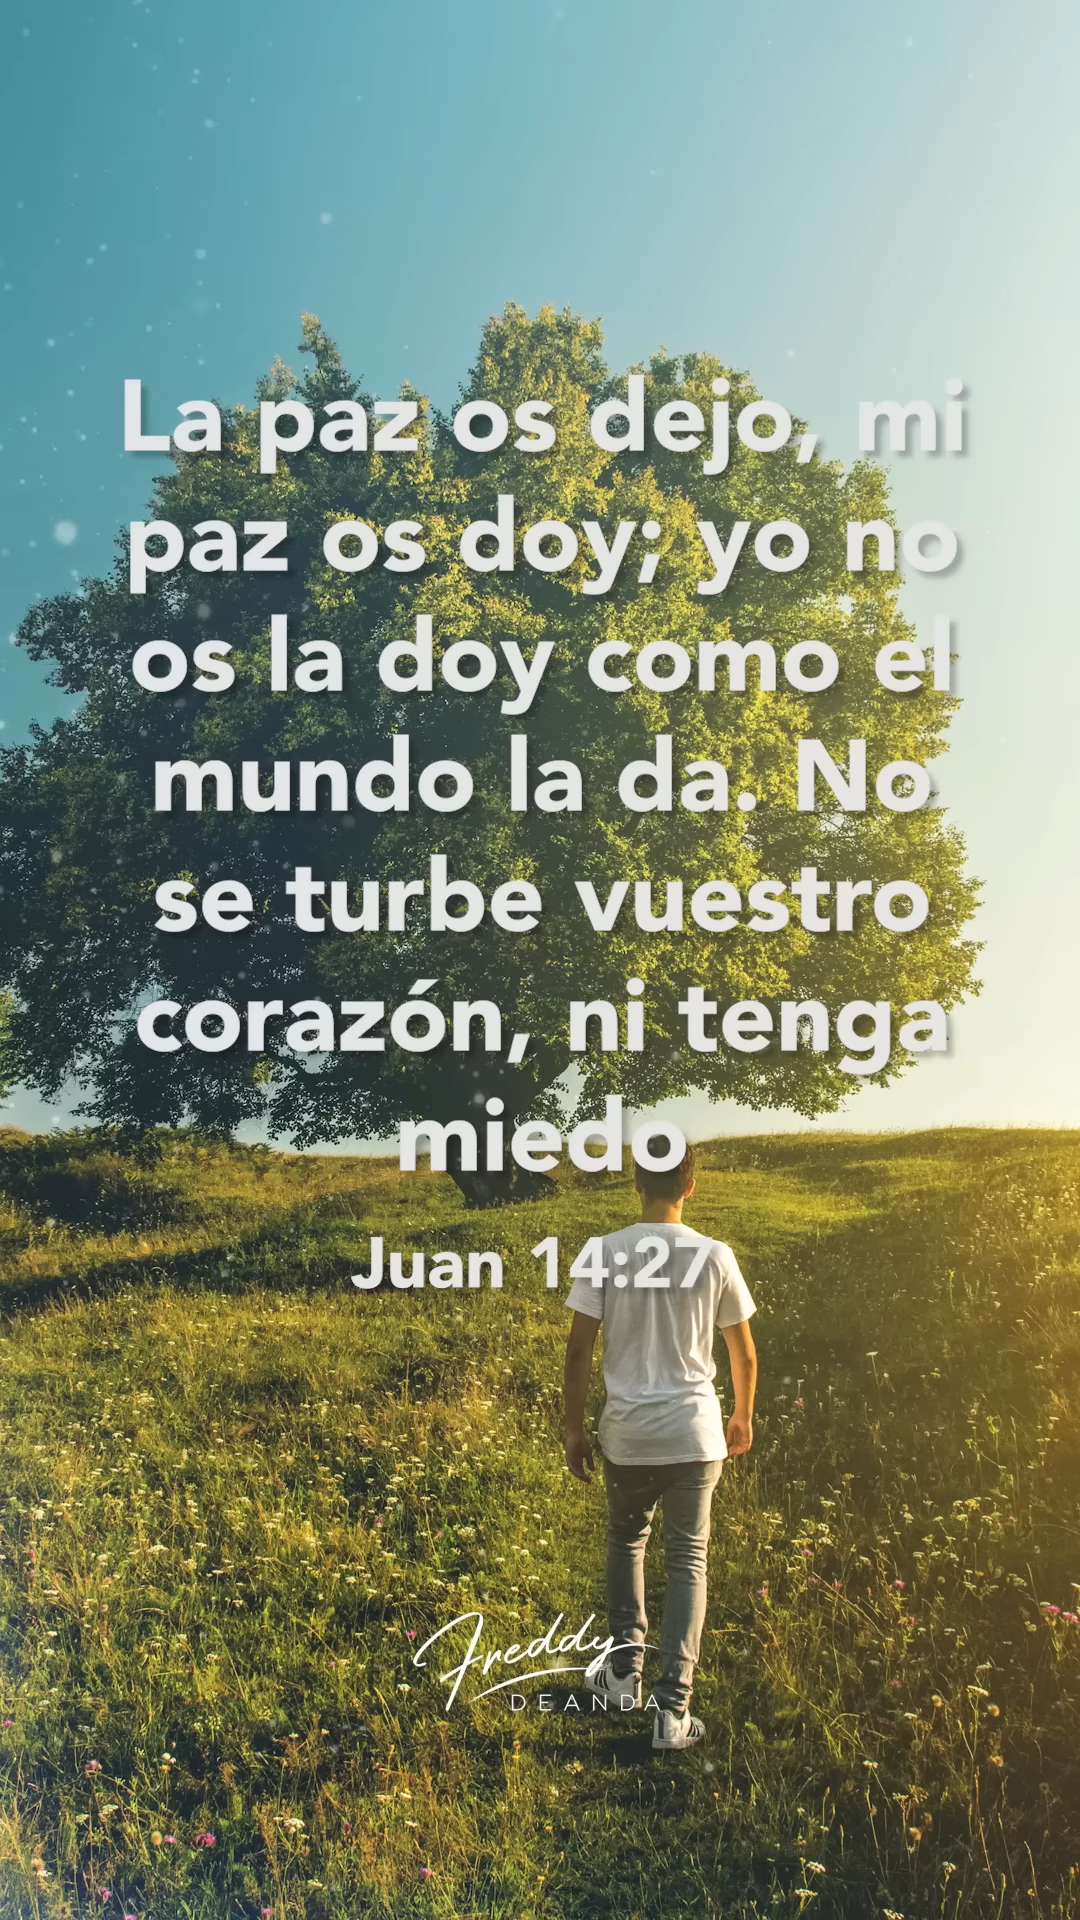 La paz os dejo, mi
paz os doy; yo no
os la doy como el
mundo la da. No
se turbe vuestro
corazón, ni tenga
miedo
Juan 14:27
Freddy
DEANDA